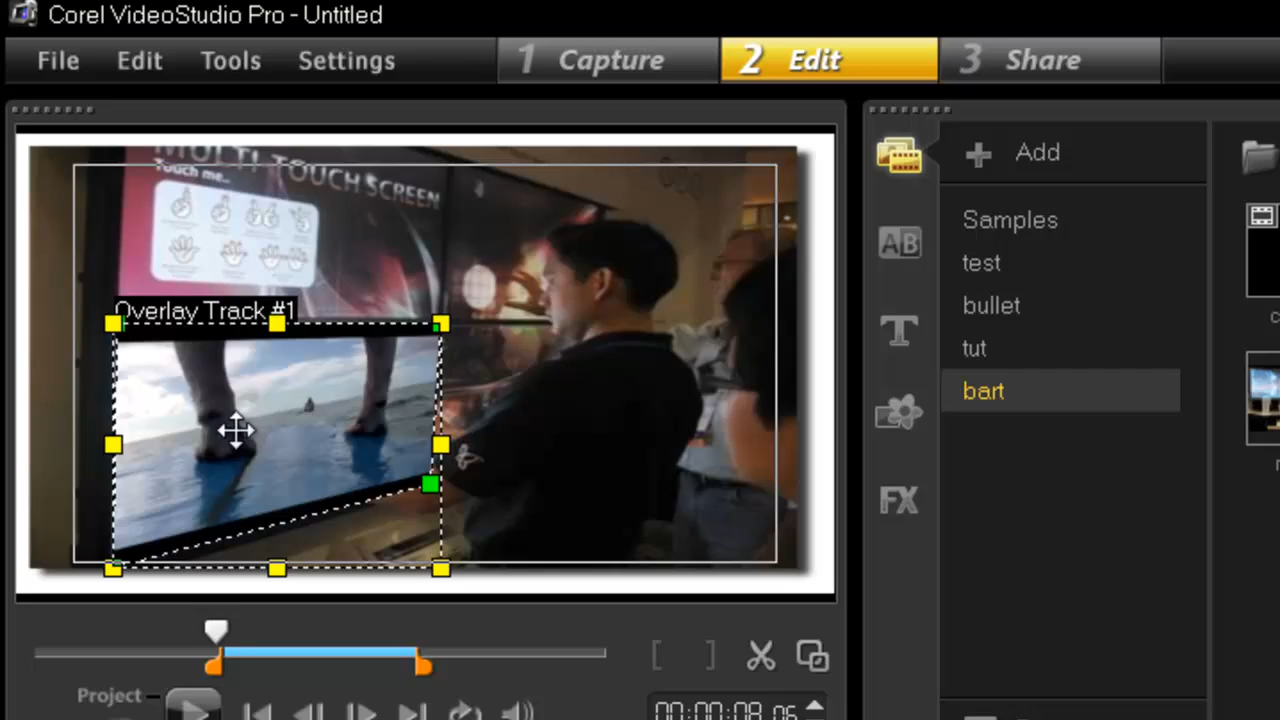 Corel VideoStudio Pro - Untitled
File Edit Tools Settings 1 Capture 2 Edit 3 Share
MULTI TOUCH SCREEN
Touch me..
Overlay Track #1
Add
Samples
test
bullet
tut
bart
AB
T
FX
[ ]
Project
00:00:08.06